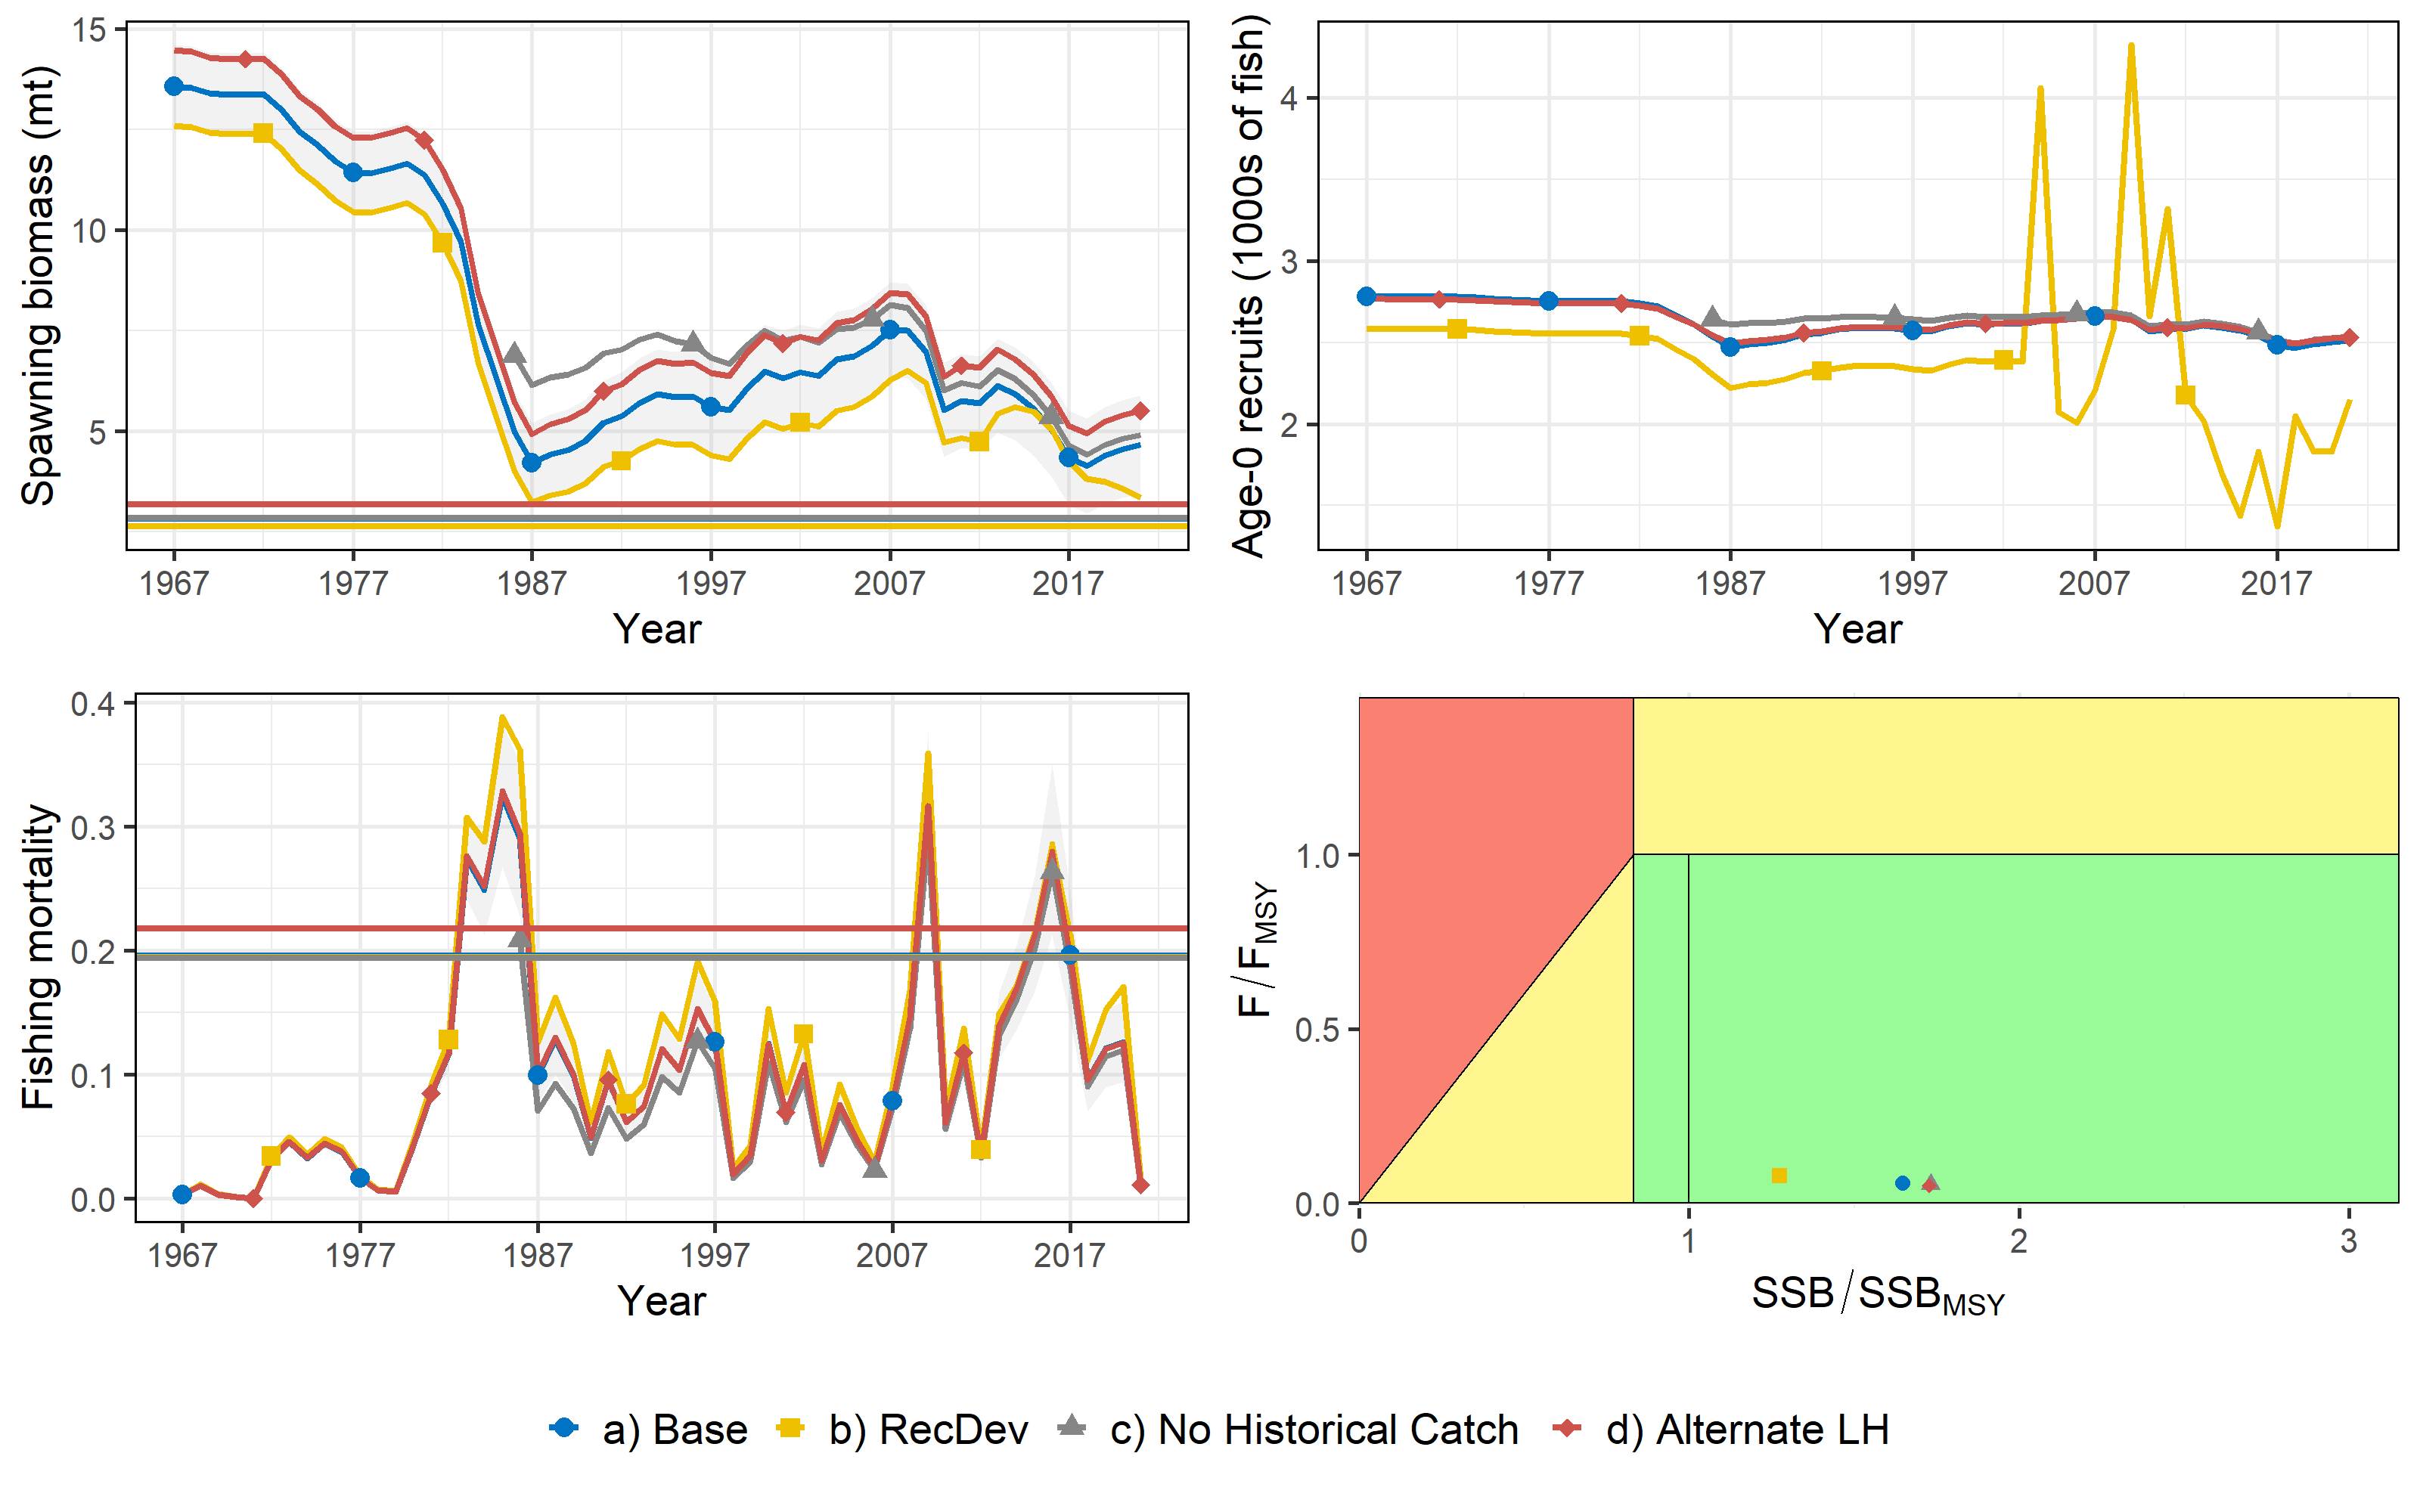 Spawning biomass (mt)
15
10
5
1967 1977 1987 1997 2007 2017
Year
Age-0 recruits (1000s of fish)
4
3
2
1967 1977 1987 1997 2007 2017
Year
Fishing mortality
0.4
0.3
0.2
0.1
0.0
1967 1977 1987 1997 2007 2017
Year
F/FMSY
1.0
0.5
0.0
0 1 2 3
SSB/SSBMSY
a) Base b) RecDev c) No Historical Catch d) Alternate LH